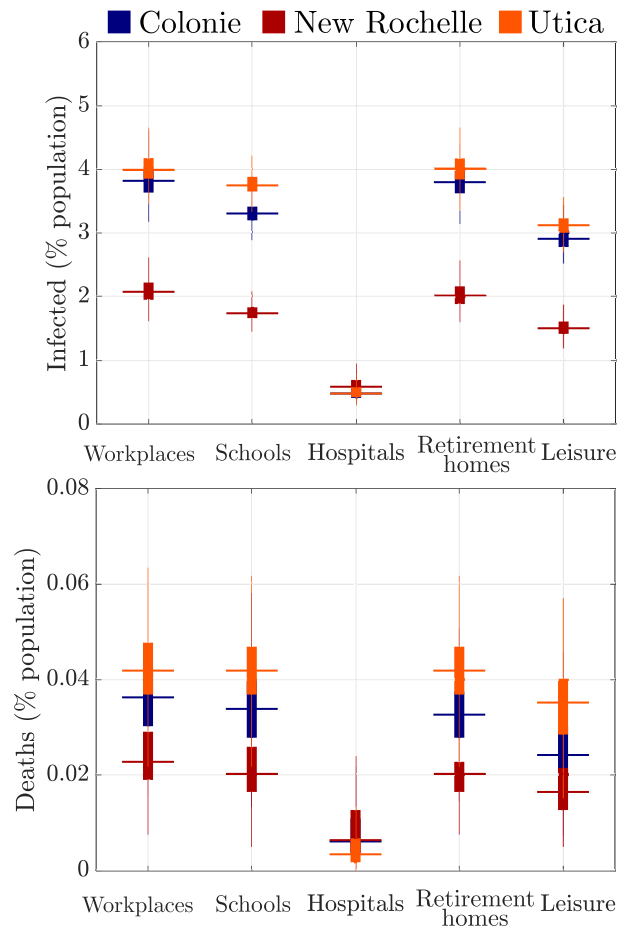 Colonie New Rochelle Utica
Infected (% population)
6
5
4
3
2
1
0
Workplaces Schools Hospitals Retirement homes Leisure
Deaths (% population)
0.08
0.06
0.04
0.02
0
Workplaces Schools Hospitals Retirement homes Leisure